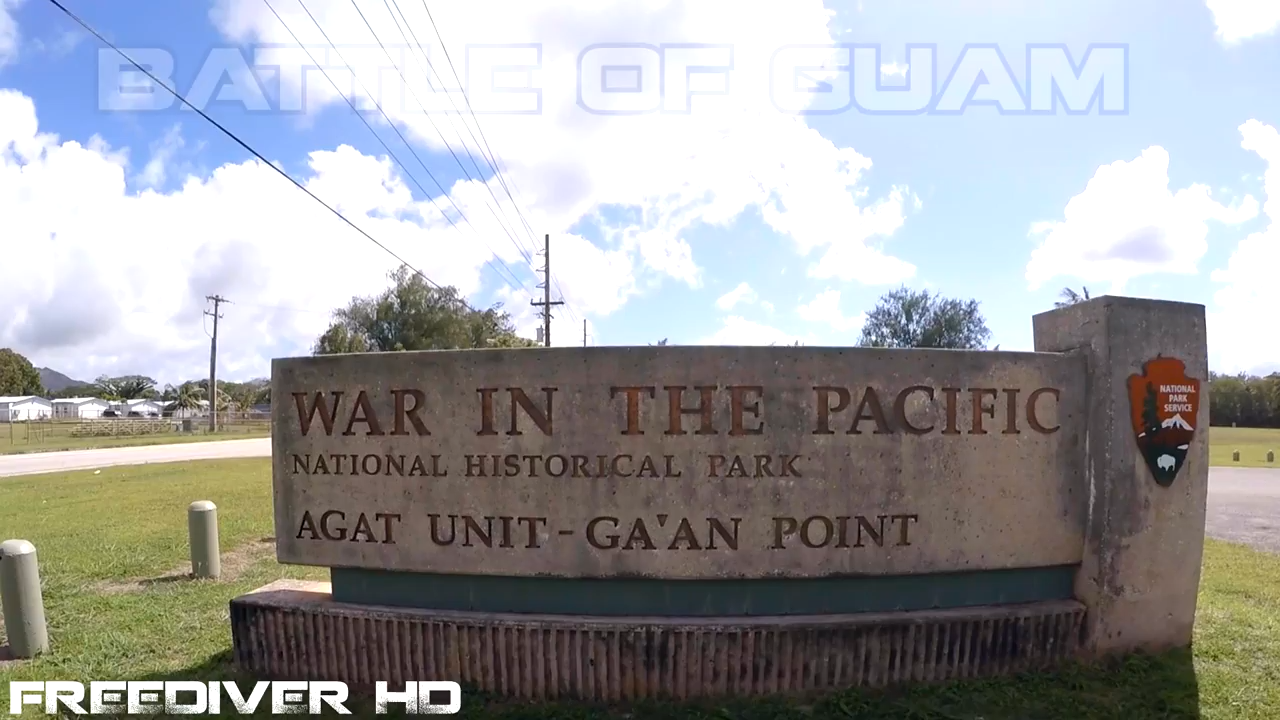 BATTLE OF GUAM
WAR IN THE PACIFIC
NATIONAL HISTORICAL PARK
AGAT UNIT-GA'AN POINT
NATIONAL
PARK
SERVICE
FREEDIVER HD